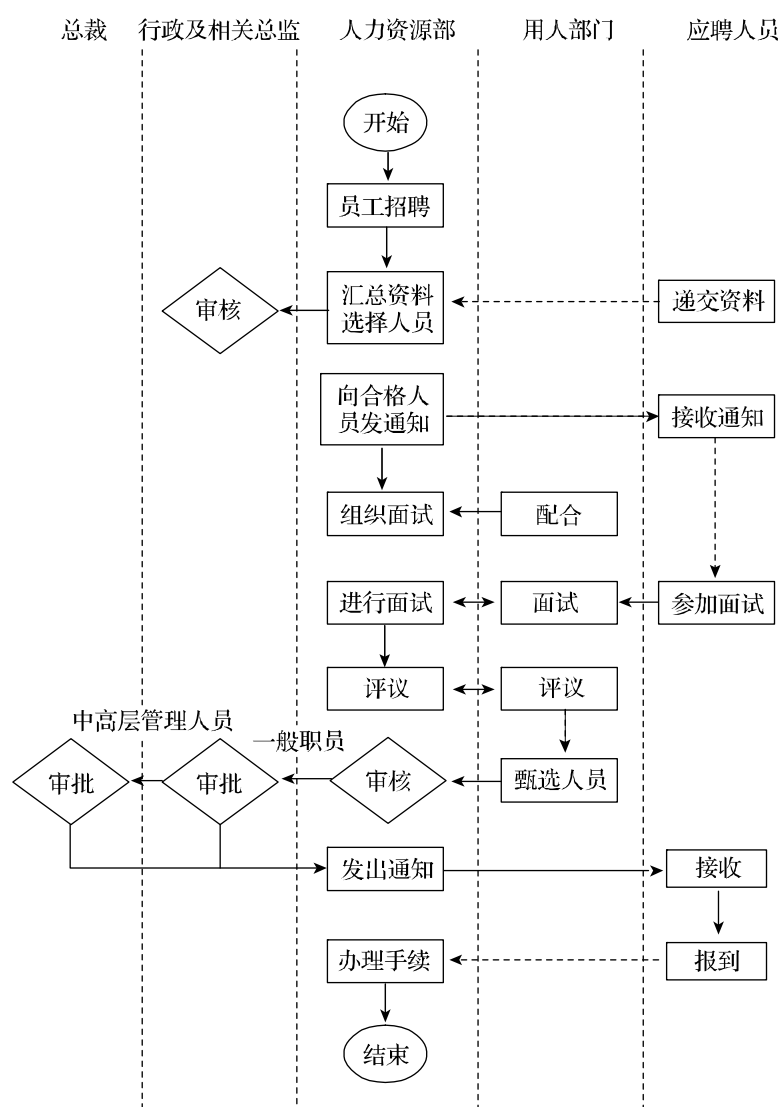 总裁
行政及相关总监
人力资源部
用人部门
应聘人员
开始
员工招聘
审核
汇总资料
选择人员
递交资料
向合格人
员发通知
接收通知
组织面试
配合
进行面试
面试
参加面试
评议
评议
中高层管理人员
一般职员
审批
审批
审核
甄选人员
发出通知
接收
办理手续
报到
结束